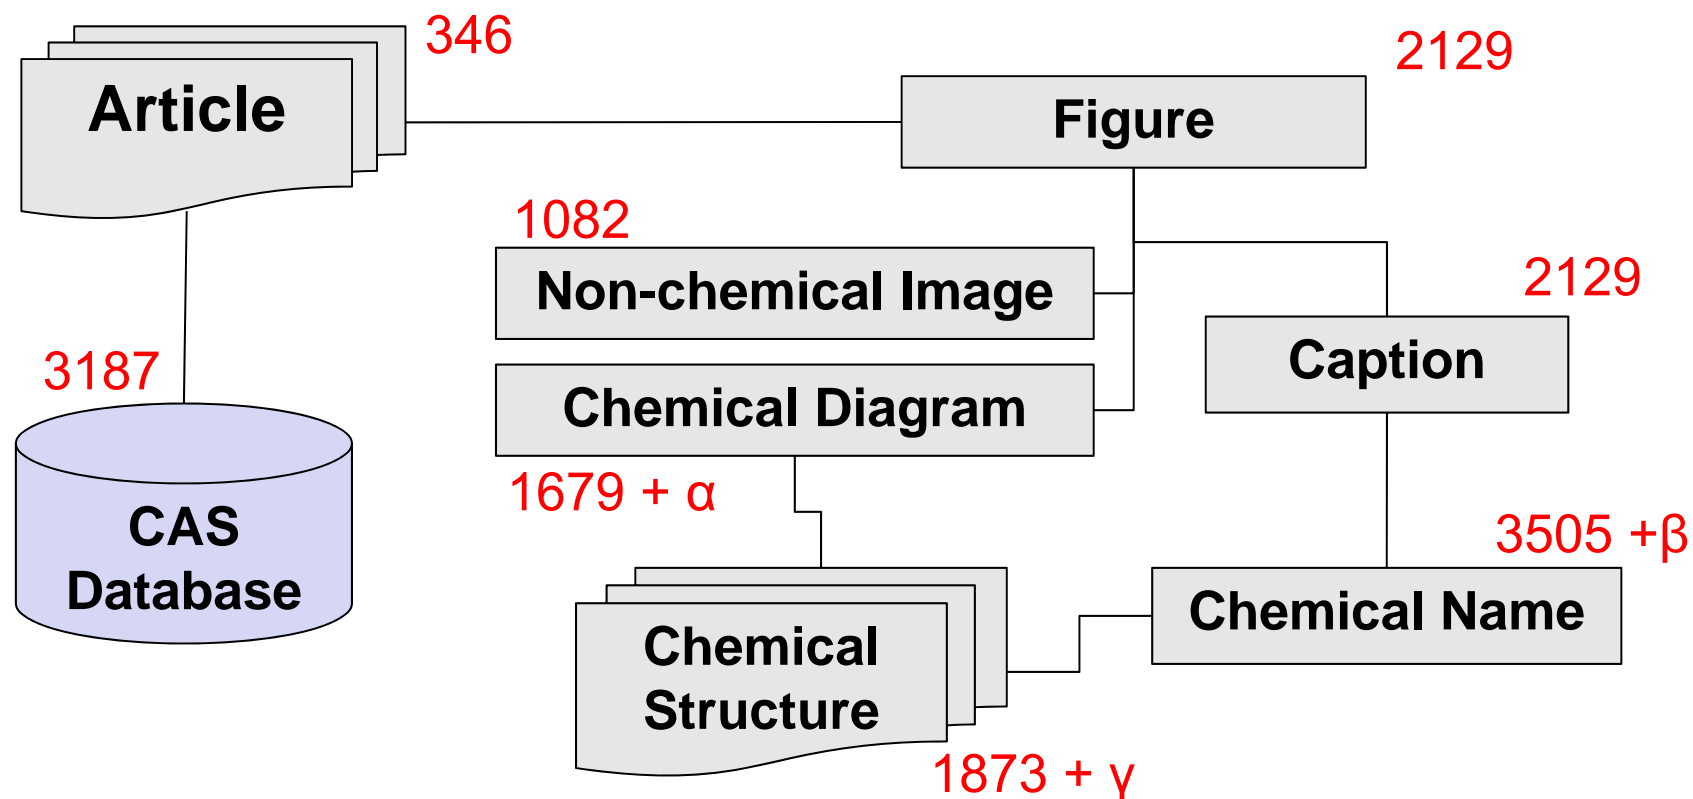 346
Article
2129
Figure
1082
Non-chemical Image
2129
Caption
3187
Chemical Diagram
1679 + α
CAS
Database
3505 +β
Chemical Name
Chemical
Structure
1873 + γ